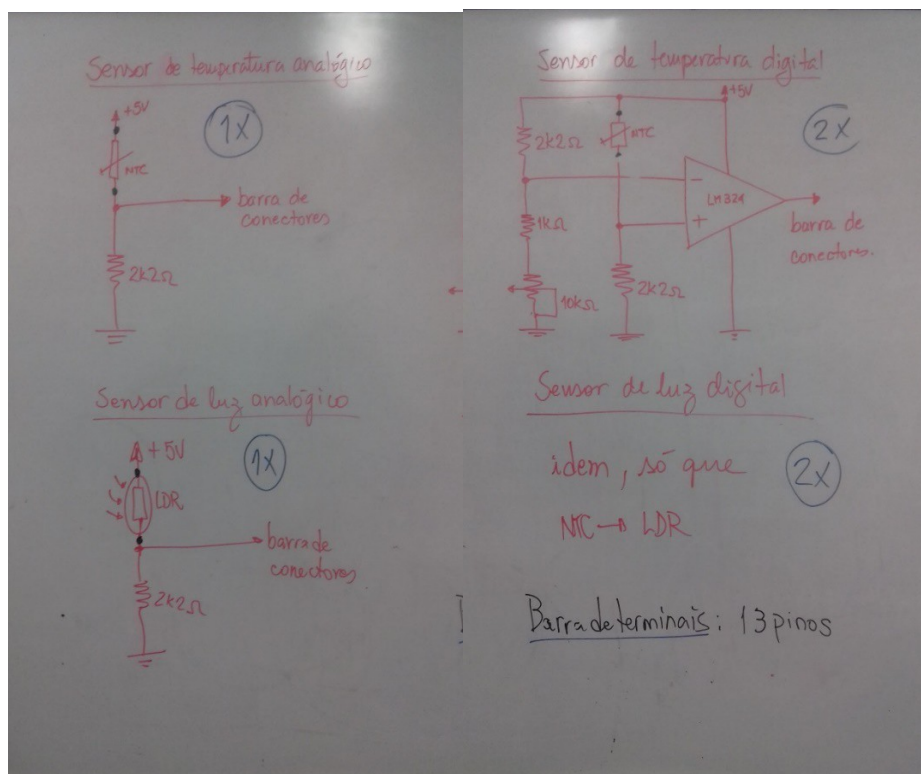 Sensor de temperatura analógico
+5V
1X
NTC
barra de
conectores
2k2Ω
Sensor de luz analógico
+5V
1X
LDR
barra de
conectores
2k2Ω
Sensor de temperatura digital
+5V
2X
2k2Ω
NTC
-
LM324
+
barra de
conectores.
1kΩ
10kΩ
2k2Ω
Sensor de luz digital
idem, só que
2X
NTC → LDR
Barra de terminais: 13 pinos